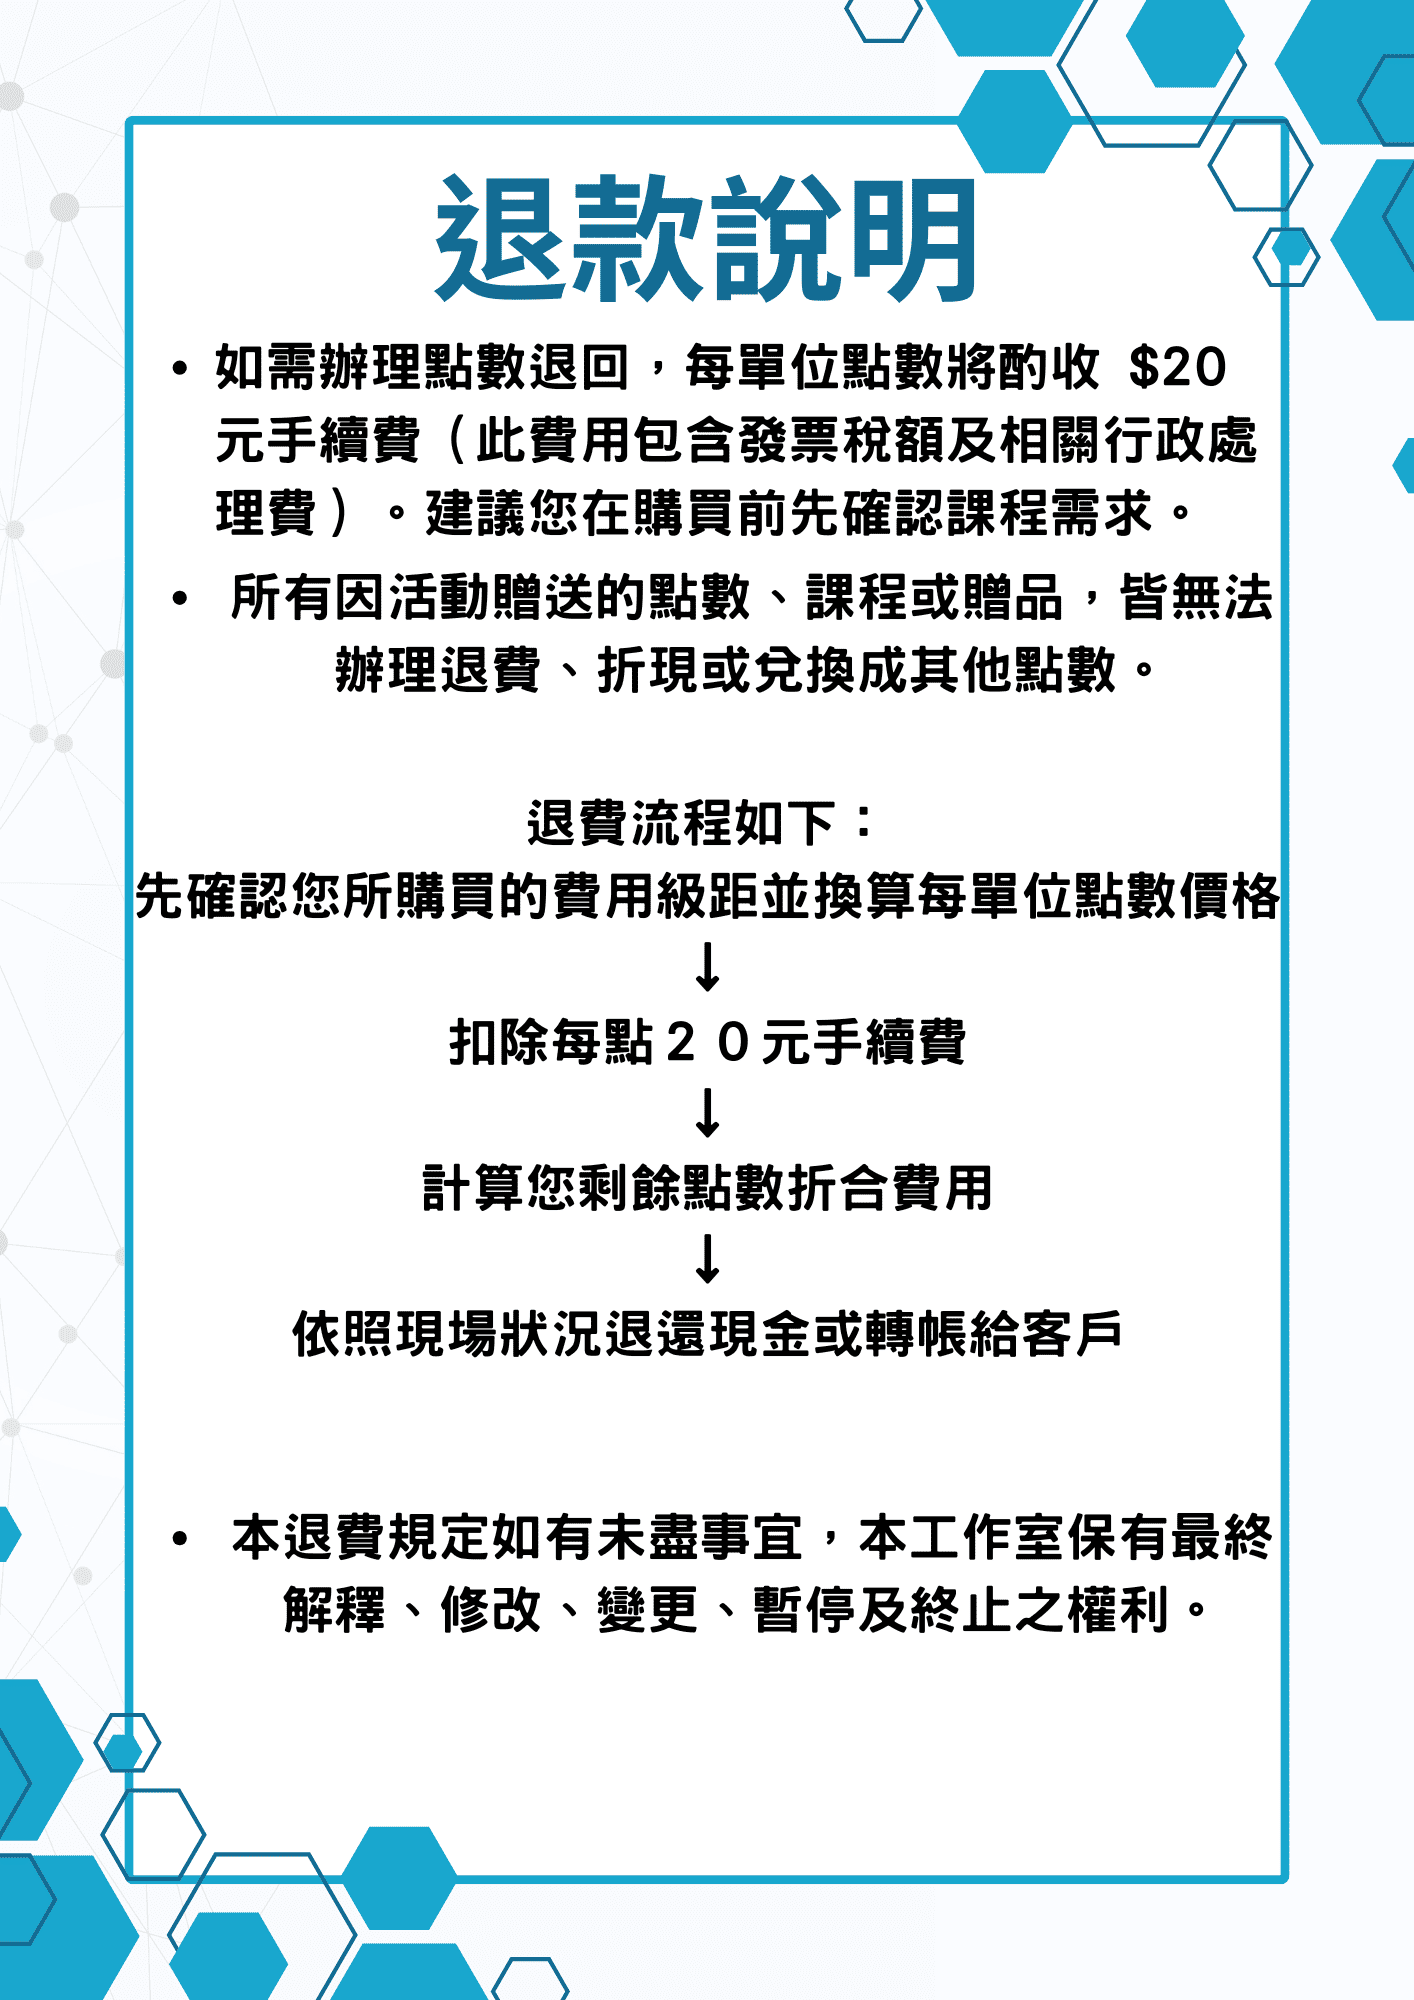 退款說明
• 如需辦理點數退回，每單位點數將酌收 $20
元手續費（此費用包含發票稅額及相關行政處
理費）。建議您在購買前先確認課程需求。
• 所有因活動贈送的點數、課程或贈品，皆無法
辦理退費、折現或兌換成其他點數。
退費流程如下：
先確認您所購買的費用級距並換算每單位點數價格
↓
扣除每點２０元手續費
↓
計算您剩餘點數折合費用
↓
依照現場狀況退還現金或轉帳給客戶
• 本退費規定如有未盡事宜，本工作室保有最終
解釋、修改、變更、暫停及終止之權利。